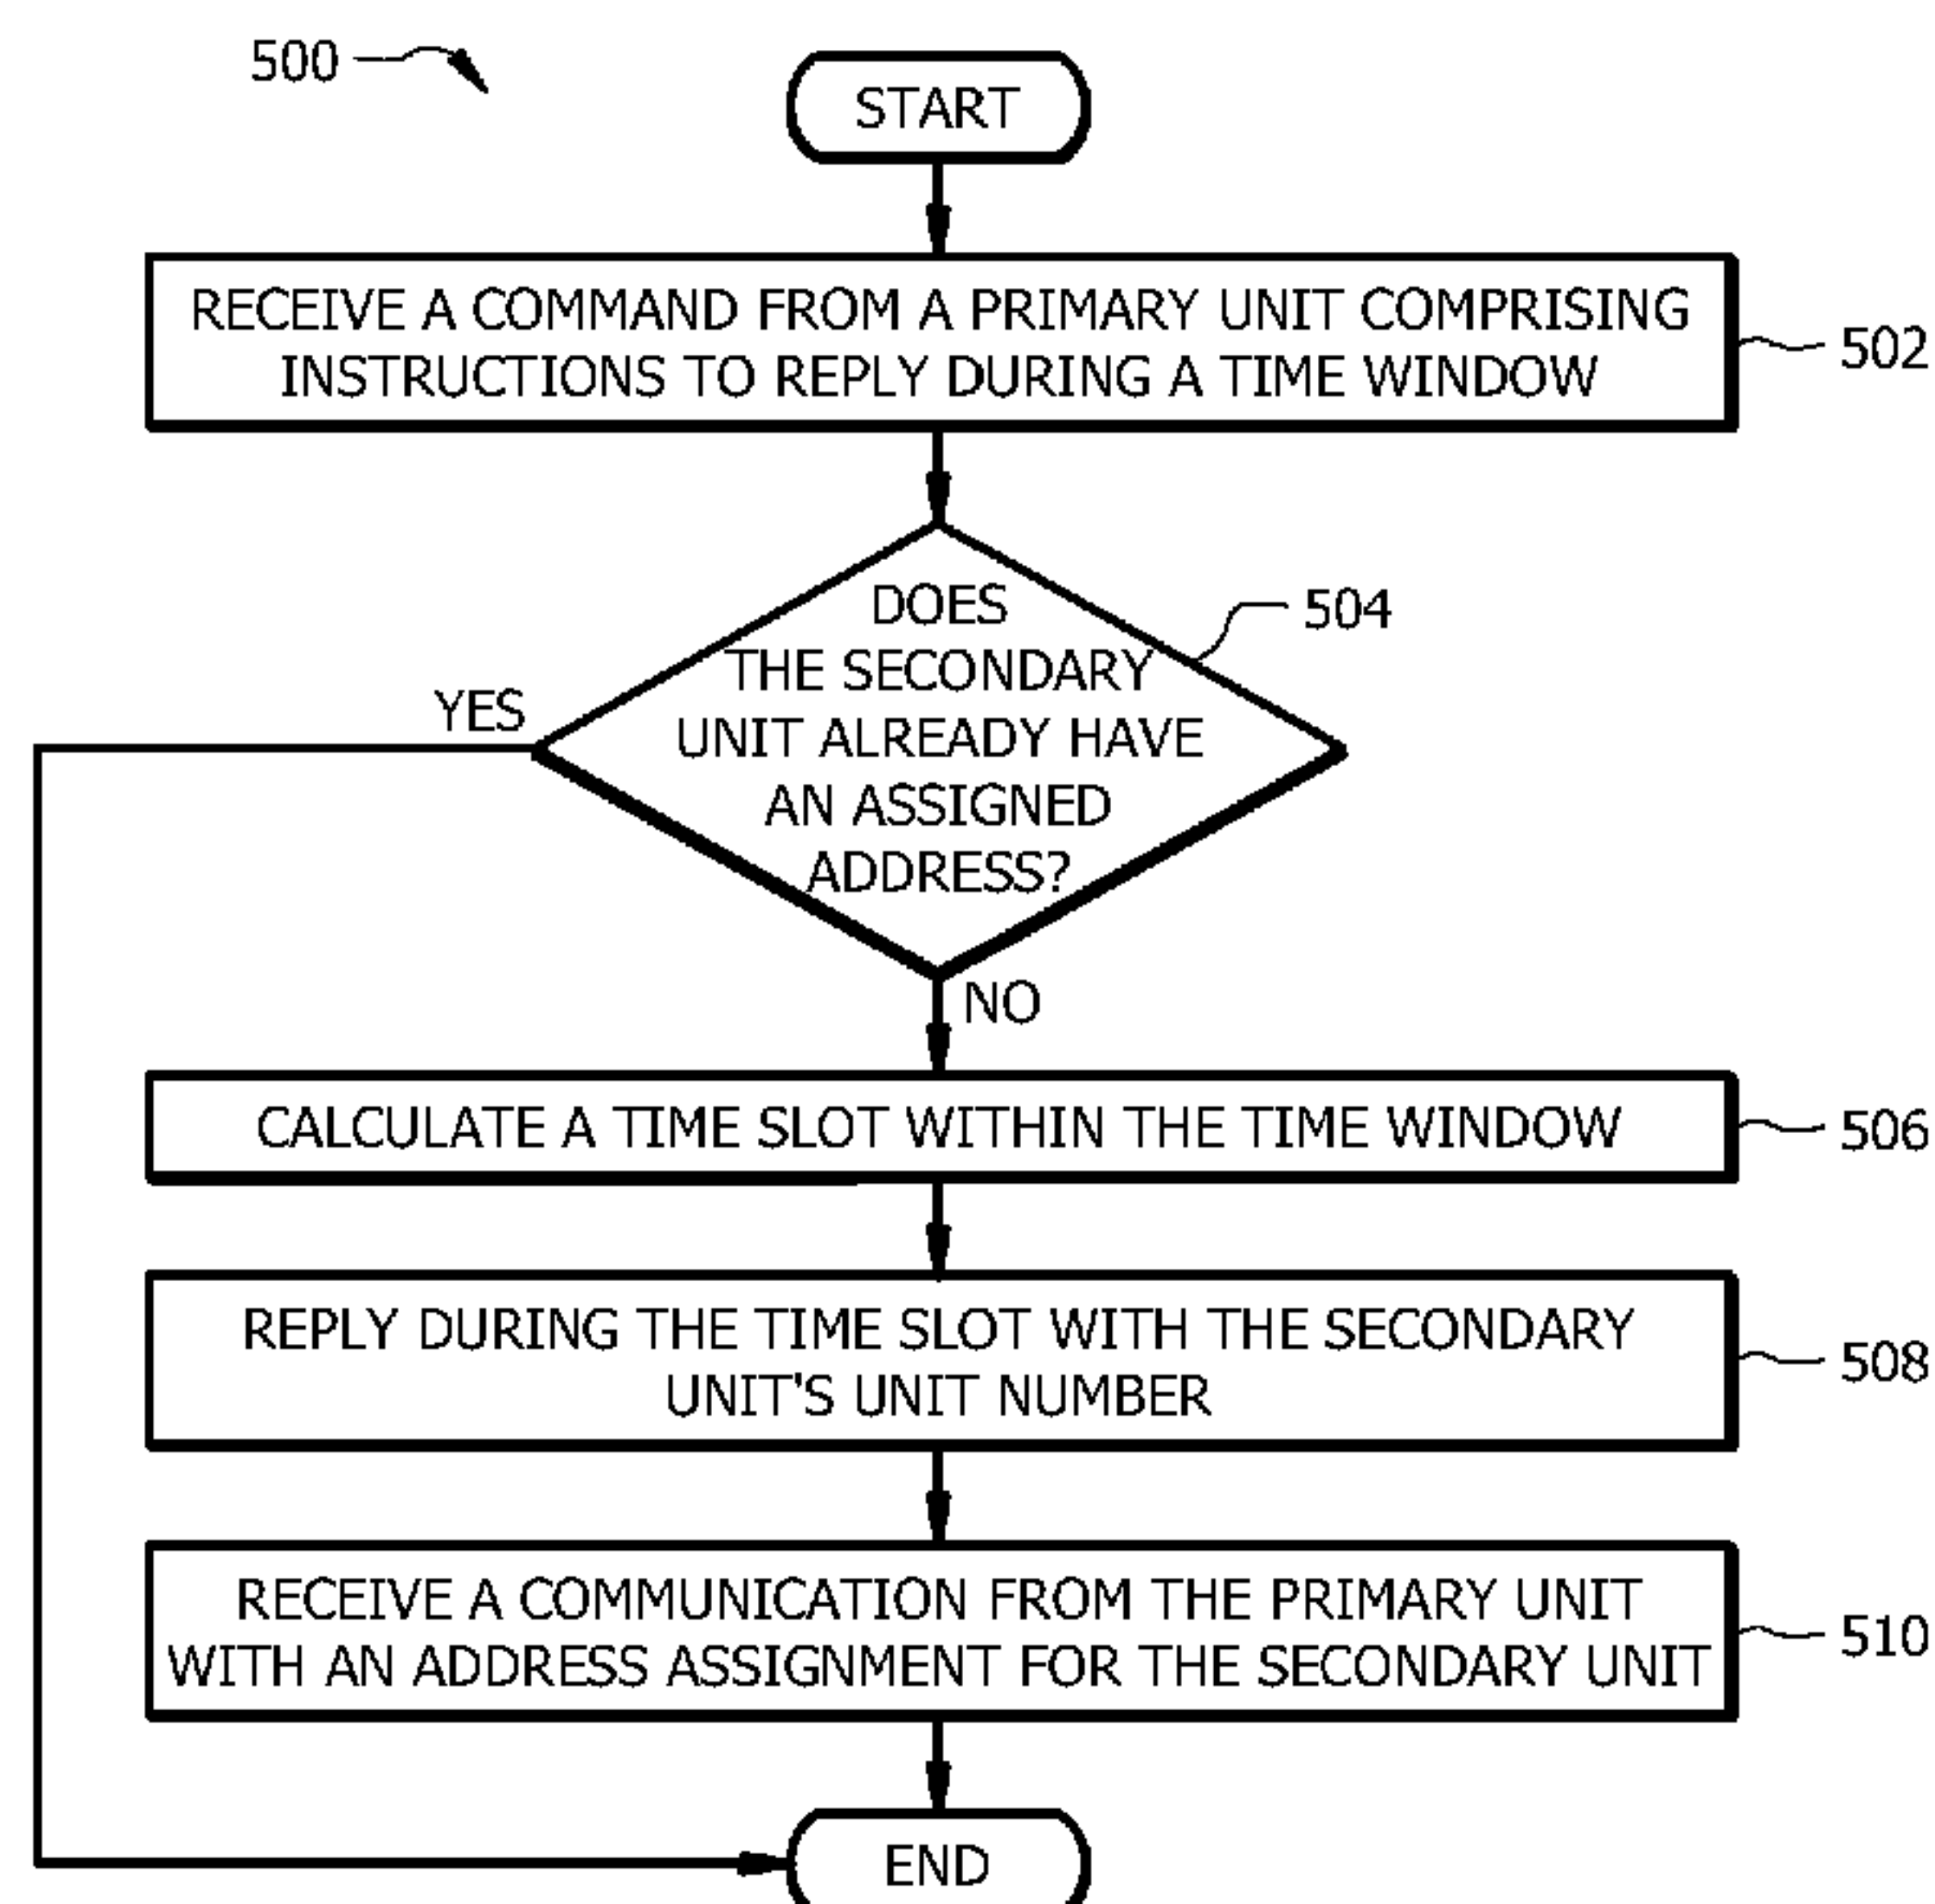 500
START
RECEIVE A COMMAND FROM A PRIMARY UNIT COMPRISING
INSTRUCTIONS TO REPLY DURING A TIME WINDOW
502
DOES
THE SECONDARY
UNIT ALREADY HAVE
AN ASSIGNED
ADDRESS?
504
YES
NO
CALCULATE A TIME SLOT WITHIN THE TIME WINDOW
506
REPLY DURING THE TIME SLOT WITH THE SECONDARY
UNIT'S UNIT NUMBER
508
RECEIVE A COMMUNICATION FROM THE PRIMARY UNIT
WITH AN ADDRESS ASSIGNMENT FOR THE SECONDARY UNIT
510
END